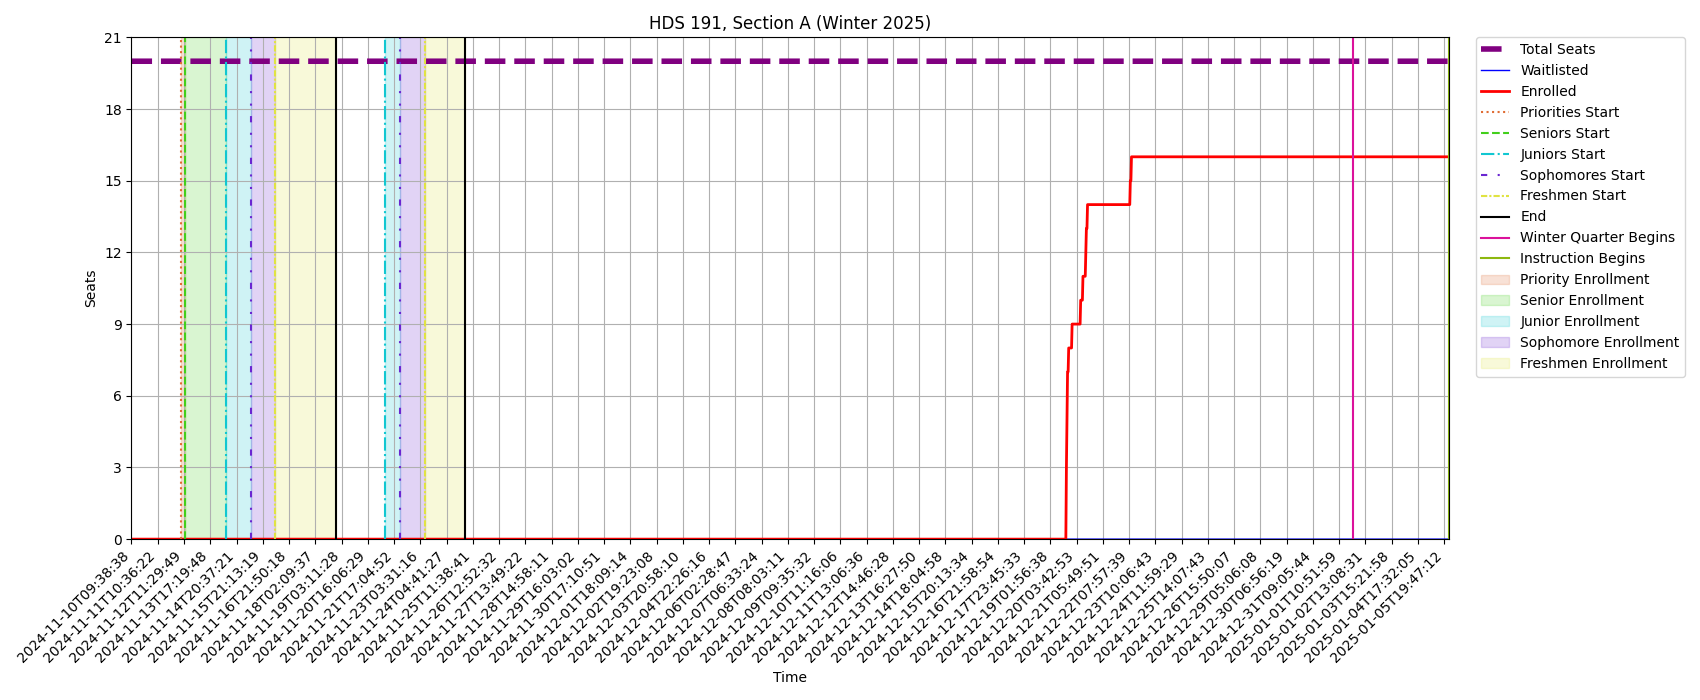 HDS 191, Section A (Winter 2025)
Seats
21
18
15
12
9
6
3
0
Total Seats
Waitlisted
Enrolled
Priorities Start
Seniors Start
Juniors Start
Sophomores Start
Freshmen Start
End
Winter Quarter Begins
Instruction Begins
Priority Enrollment
Senior Enrollment
Junior Enrollment
Sophomore Enrollment
Freshmen Enrollment
2024-11-10T09:38:38
2024-11-11T10:36:22
2024-11-12T11:29:49
2024-11-13T17:19:48
2024-11-14T20:37:21
2024-11-15T21:13:19
2024-11-16T21:50:18
2024-11-18T02:09:37
2024-11-19T03:11:28
2024-11-20T16:06:29
2024-11-21T17:04:52
2024-11-23T03:31:16
2024-11-24T04:41:27
2024-11-25T11:38:41
2024-11-26T12:52:32
2024-11-27T13:49:22
2024-11-28T14:58:11
2024-11-29T16:03:02
2024-11-30T17:10:51
2024-12-01T18:09:14
2024-12-02T19:23:08
2024-12-03T20:58:10
2024-12-04T22:26:16
2024-12-06T02:28:47
2024-12-07T06:33:24
2024-12-08T08:03:11
2024-12-09T09:35:32
2024-12-10T11:16:06
2024-12-11T13:06:36
2024-12-12T14:46:28
2024-12-13T16:27:50
2024-12-14T18:04:58
2024-12-15T20:13:34
2024-12-16T21:58:54
2024-12-17T23:45:33
2024-12-19T01:56:38
2024-12-20T03:42:53
2024-12-21T05:49:51
2024-12-22T07:57:39
2024-12-23T10:06:43
2024-12-24T11:59:29
2024-12-25T14:07:43
2024-12-26T15:50:07
2024-12-29T05:06:08
2024-12-30T06:56:19
2024-12-31T09:05:44
2025-01-01T10:51:59
2025-01-02T13:08:31
2025-01-03T15:21:58
2025-01-04T17:32:05
2025-01-05T19:47:12
Time